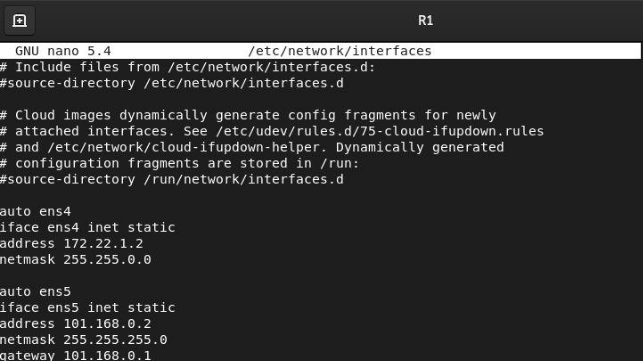 R1
GNU nano 5.4 /etc/network/interfaces
# Include files from /etc/network/interfaces.d:
#source-directory /etc/network/interfaces.d
# Cloud images dynamically generate config fragments for newly
# attached interfaces. See /etc/udev/rules.d/75-cloud-ifupdown.rules
# and /etc/network/cloud-ifupdown-helper. Dynamically generated
# configuration fragments are stored in /run:
#source-directory /run/network/interfaces.d
auto ens4
iface ens4 inet static
address 172.22.1.2
netmask 255.255.0.0
auto ens5
iface ens5 inet static
address 101.168.0.2
netmask 255.255.255.0
gateway 101.168.0.1